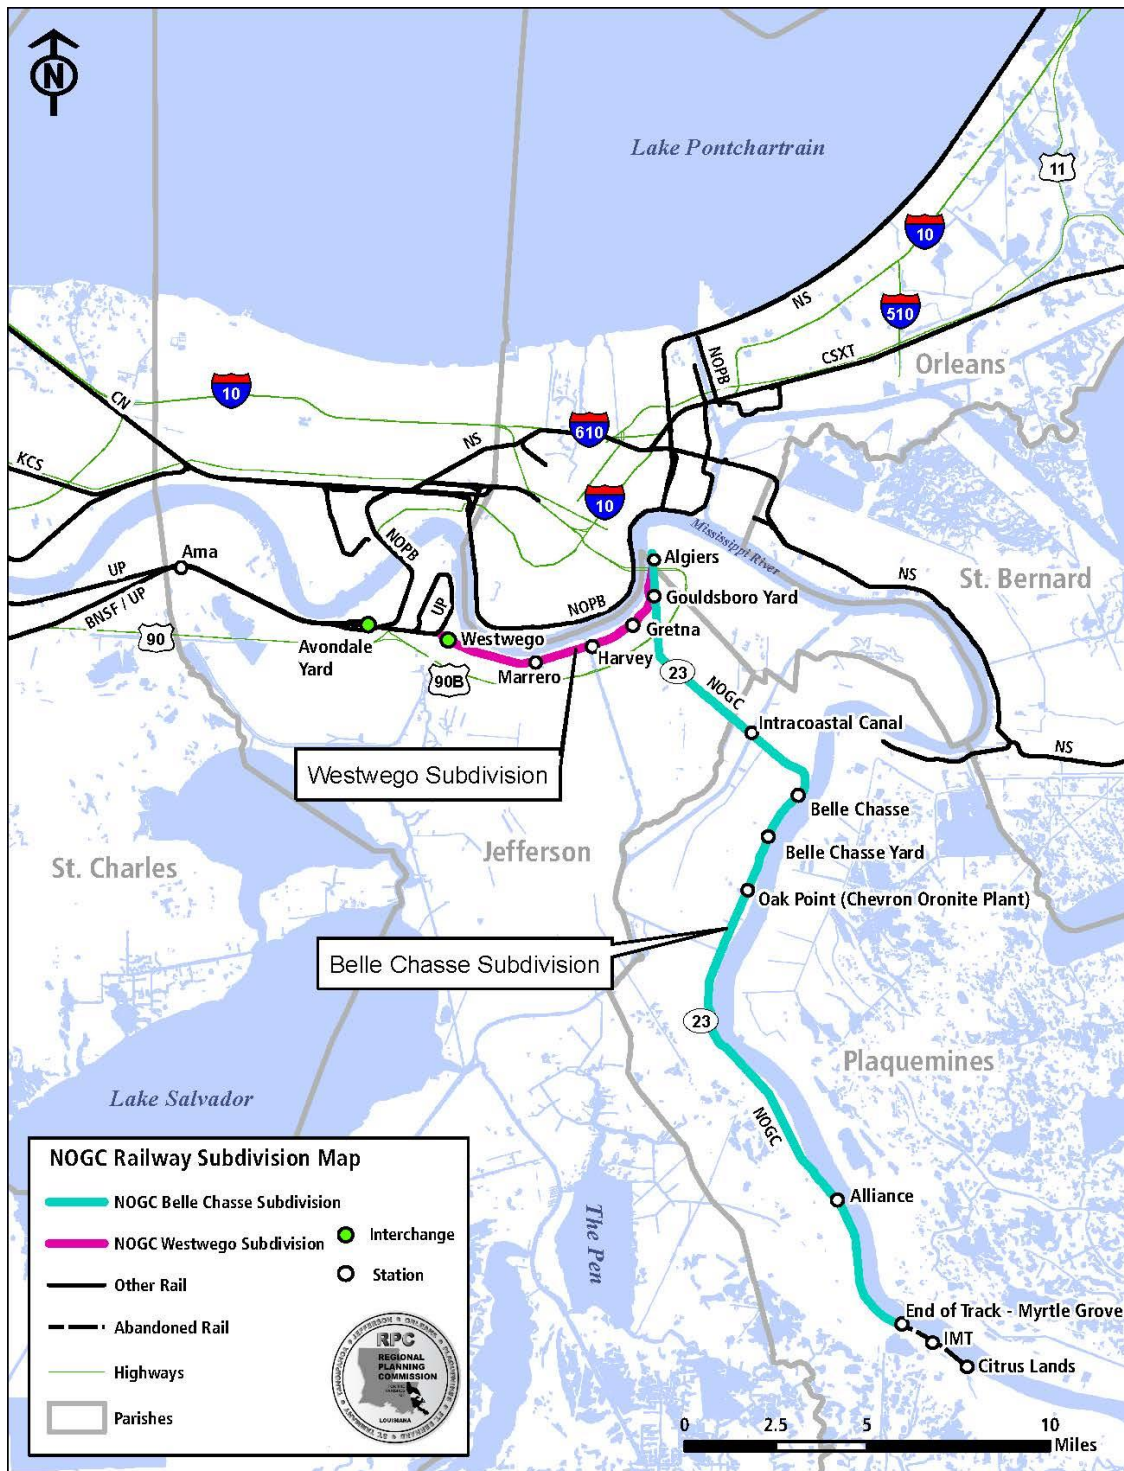 N
Lake Pontchartrain
11
10
NS
510
NOPB
CSXT
Orleans
10
CN
610
NS
KCS
10
NOPB
Mississippi River
Ama
Algiers
UP
NS
St. Bernard
BNSF / UP
UP
NOPB
Gouldsboro Yard
90
Avondale
Yard
Westwego
Gretna
Harvey
90B
Marrero
23
NOGC
Intracoastal Canal
NS
Westwego Subdivision
Belle Chasse
Jefferson
Belle Chasse Yard
St. Charles
Oak Point (Chevron Oronite Plant)
Belle Chasse Subdivision
23
Plaquemines
Lake Salvador
NOGC
Alliance
The Pen
End of Track - Myrtle Grove
IMT
Citrus Lands
NOGC Railway Subdivision Map
NOGC Belle Chasse Subdivision
NOGC Westwego Subdivision
Interchange
Other Rail
Station
Abandoned Rail
Highways
Parishes
RPC
REGIONAL
PLANNING
COMMISSION
LOUISIANA
0 2.5 5 10
Miles